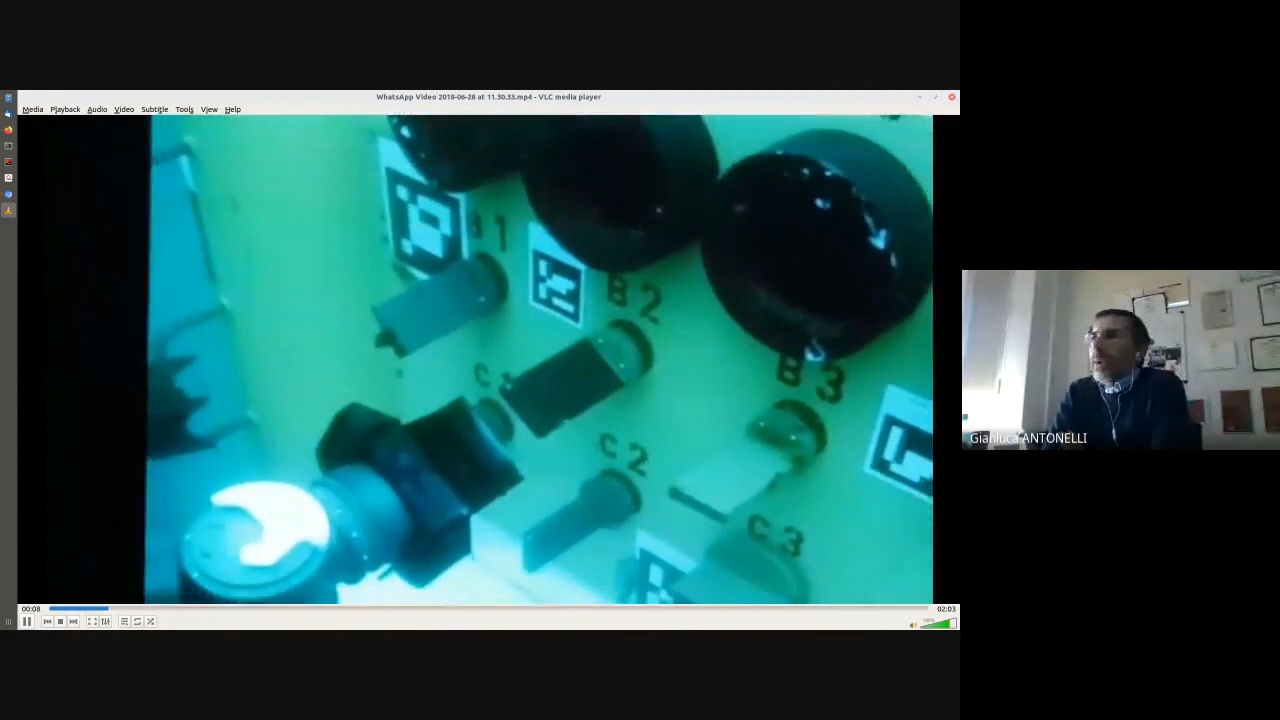 WhatsApp Video 2018-06-28 at 11.30.33.mp4 - VLC media player
Media Playback Audio Video Subtitle Tools View Help
B1
B2
B3
C2
C3
00:08
02:03
100%
Gianluca ANTONELLI